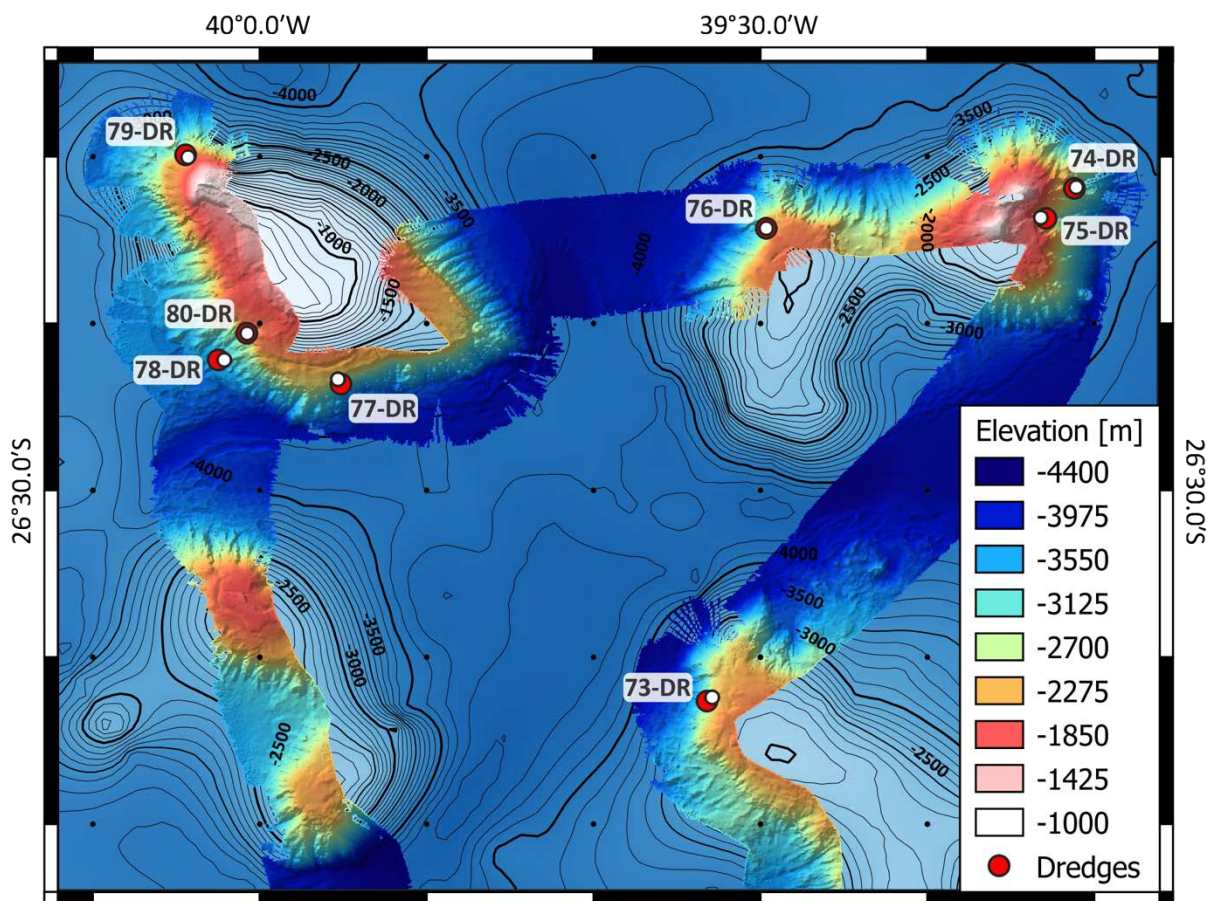 40°0.0’W
39°30.0’W
-4000
-3500
79-DR
-2500
74-DR
-2500
-2000
-3500
76-DR
-2000
75-DR
-1000
-4000
-1500
-2500
80-DR
-3000
78-DR
77-DR
26°30.0’S
-4000
26°30.0’S
-4000
-2500
-3500
-3500
-3000
3000
73-DR
-2500
-2500
Elevation [m]
-4400
-3975
-3550
-3125
-2700
-2275
-1850
-1425
-1000
Dredges